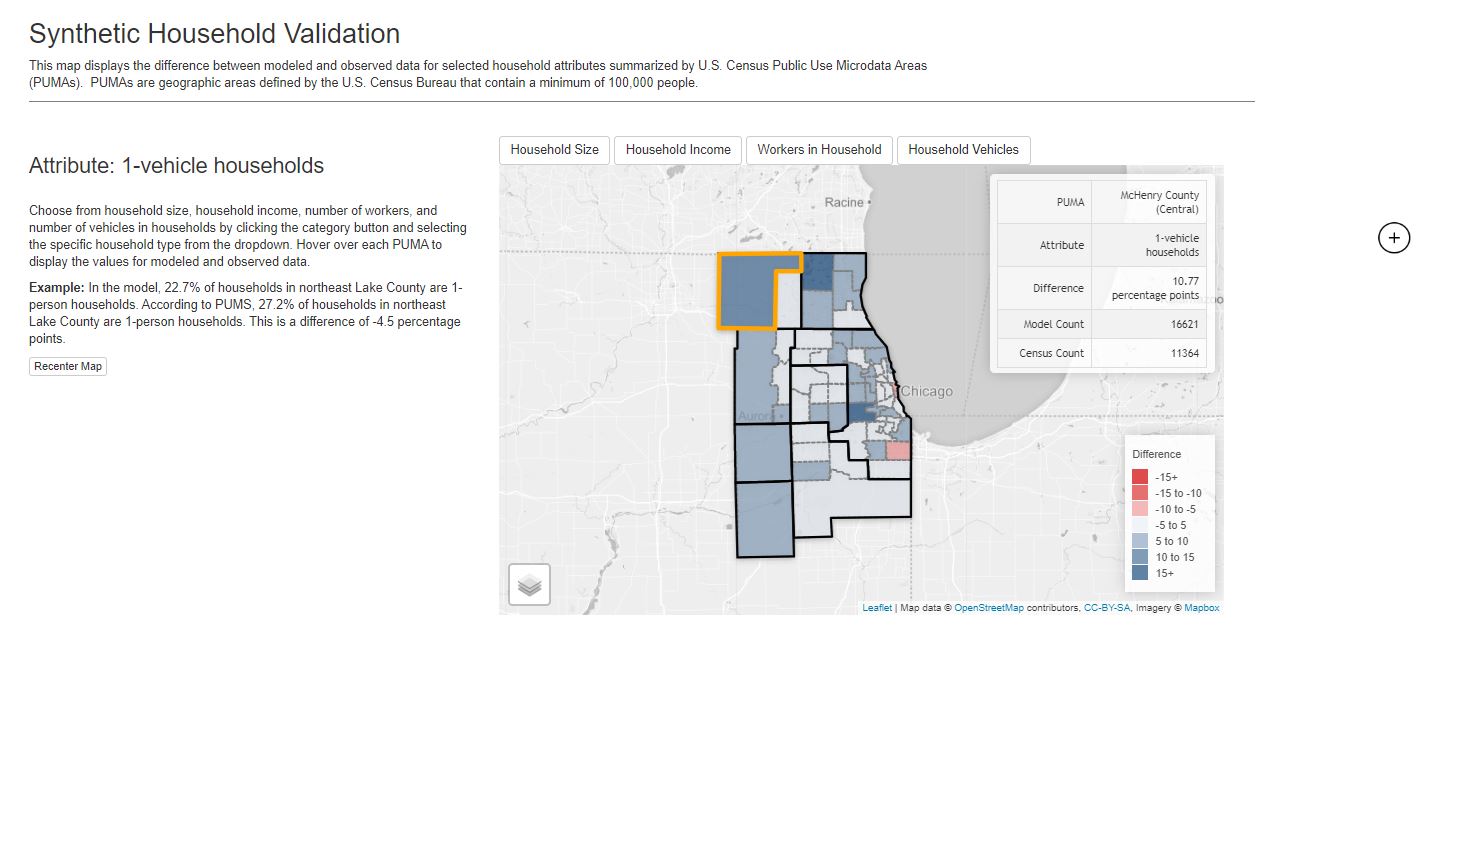 Synthetic Household Validation
This map displays the difference between modeled and observed data for selected household attributes summarized by U.S. Census Public Use Microdata Areas
(PUMAs).  PUMAs are geographic areas defined by the U.S. Census Bureau that contain a minimum of 100,000 people.
Attribute: 1-vehicle households
Choose from household size, household income, number of workers, and
number of vehicles in households by clicking the category button and selecting
the specific household type from the dropdown. Hover over each PUMA to
display the values for modeled and observed data.
Example: In the model, 22.7% of households in northeast Lake County are 1-
person households. According to PUMS, 27.2% of households in northeast
Lake County are 1-person households. This is a difference of -4.5 percentage
points.
Recenter Map
Household Size
Household Income
Workers in Household
Household Vehicles
Racine
Chicago
Aurora
PUMA
McHenry County
(Central)
Attribute
1-vehicle
households
Difference
10.77
percentage points
Model Count
16621
Census Count
11364
Difference
-15+
-15 to -10
-10 to -5
-5 to 5
5 to 10
10 to 15
15+
Leaflet | Map data © OpenStreetMap contributors, CC-BY-SA, Imagery © Mapbox